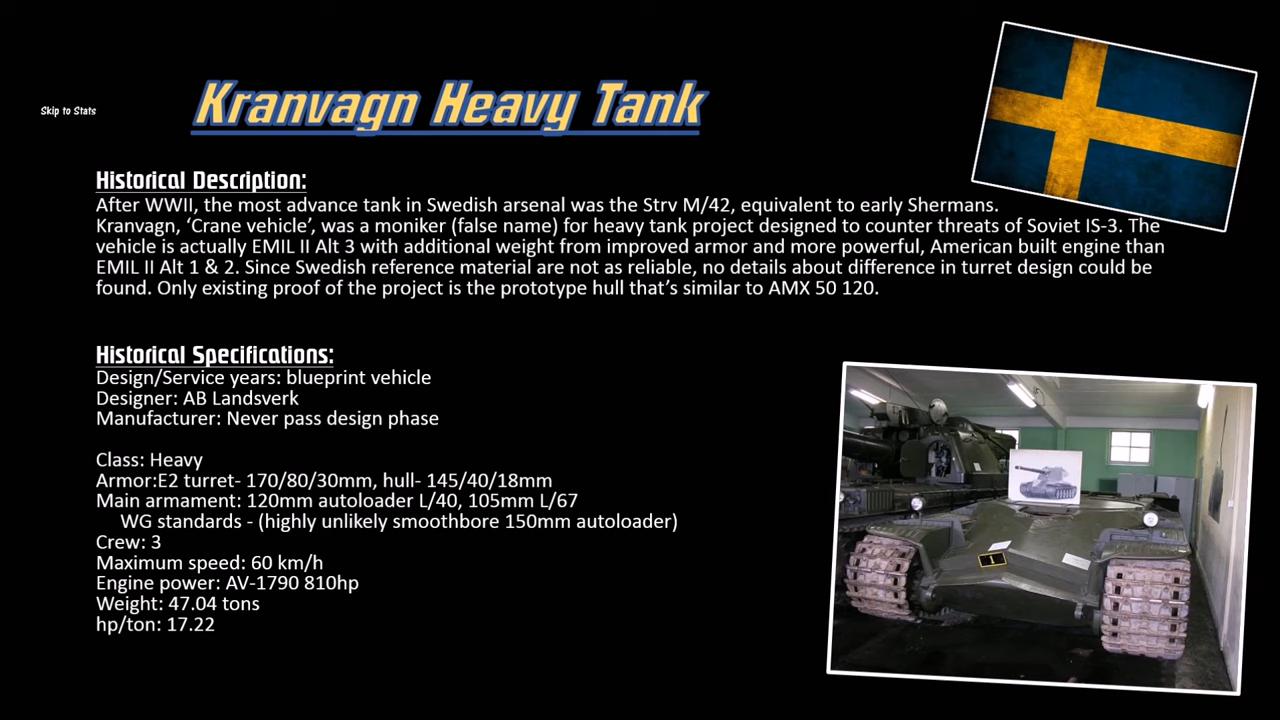 Skip to Stats
Kranvagn Heavy Tank
Historical Description:
After WWII, the most advance tank in Swedish arsenal was the Strv M/42, equivalent to early Shermans.
Kranvagn, ‘Crane vehicle’, was a moniker (false name) for heavy tank project designed to counter threats of Soviet IS-3. The
vehicle is actually EMIL II Alt 3 with additional weight from improved armor and more powerful, American built engine than
EMIL II Alt 1 & 2. Since Swedish reference material are not as reliable, no details about difference in turret design could be
found. Only existing proof of the project is the prototype hull that’s similar to AMX 50 120.
Historical Specifications:
Design/Service years: blueprint vehicle
Designer: AB Landsverk
Manufacturer: Never pass design phase
Class: Heavy
Armor:E2 turret- 170/80/30mm, hull- 145/40/18mm
Main armament: 120mm autoloader L/40, 105mm L/67
WG standards - (highly unlikely smoothbore 150mm autoloader)
Crew: 3
Maximum speed: 60 km/h
Engine power: AV-1790 810hp
Weight: 47.04 tons
hp/ton: 17.22